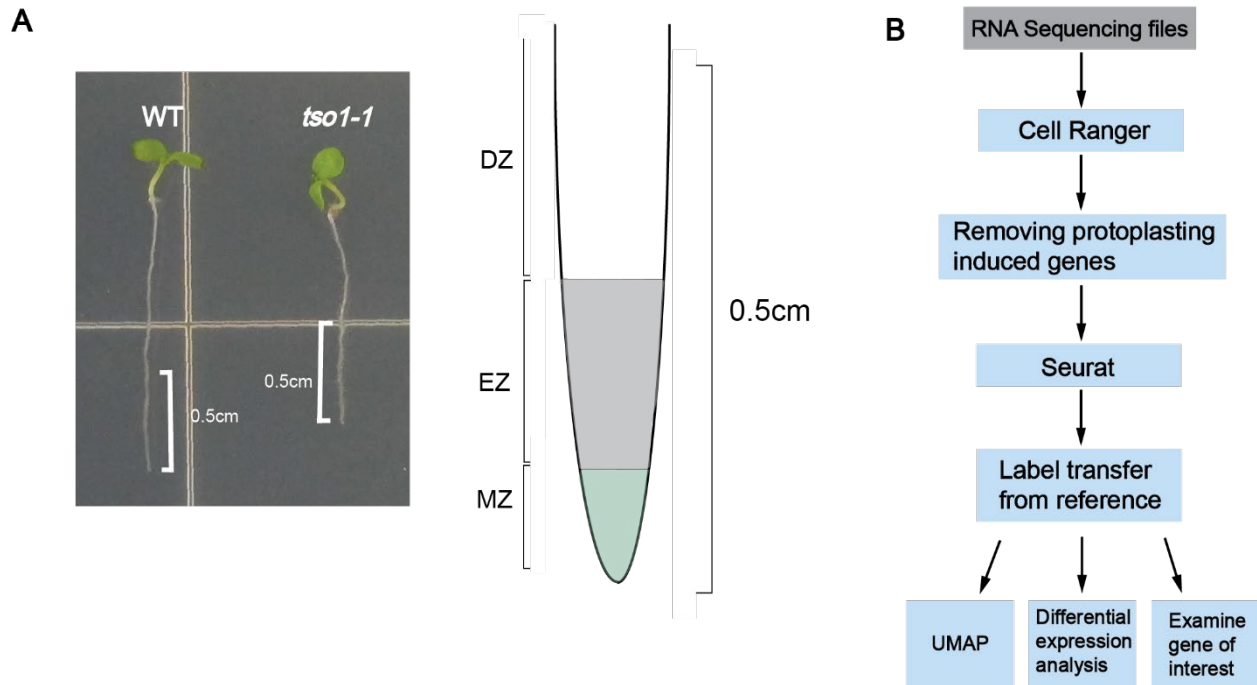 A
WT
tso1-1
0.5cm
0.5cm
DZ
EZ
MZ
0.5cm
B
RNA Sequencing files
Cell Ranger
Removing protoplasting
induced genes
Seurat
Label transfer
from reference
UMAP
Differential
expression
analysis
Examine
gene of
interest